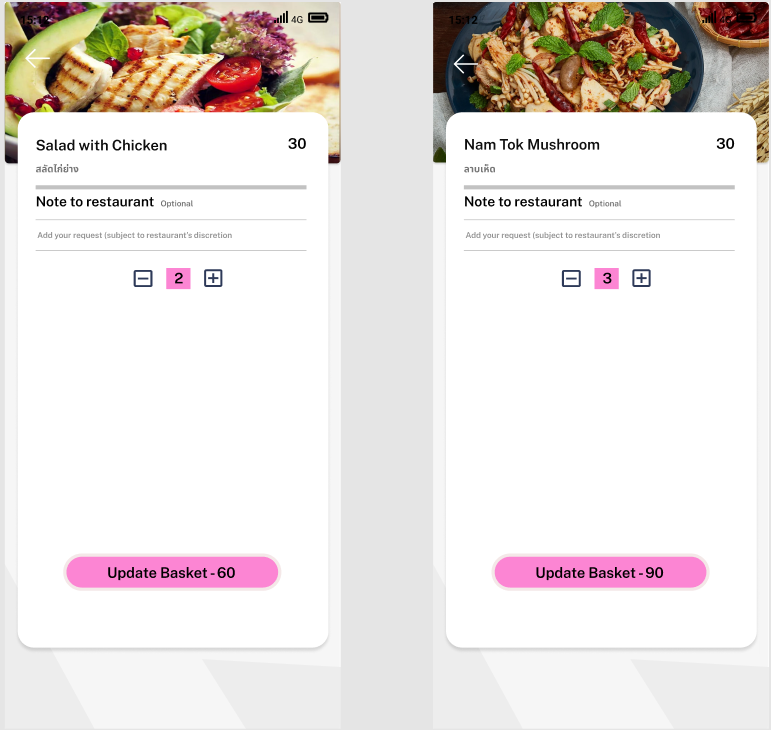 15:12
4G
Salad with Chicken
30
สลัดไก่ย่าง
Note to restaurant Optional
Add your request (subject to restaurant's discretion
2
Update Basket - 60
15:12
4G
Nam Tok Mushroom
30
ลาบเห็ด
Note to restaurant Optional
Add your request (subject to restaurant's discretion
3
Update Basket - 90